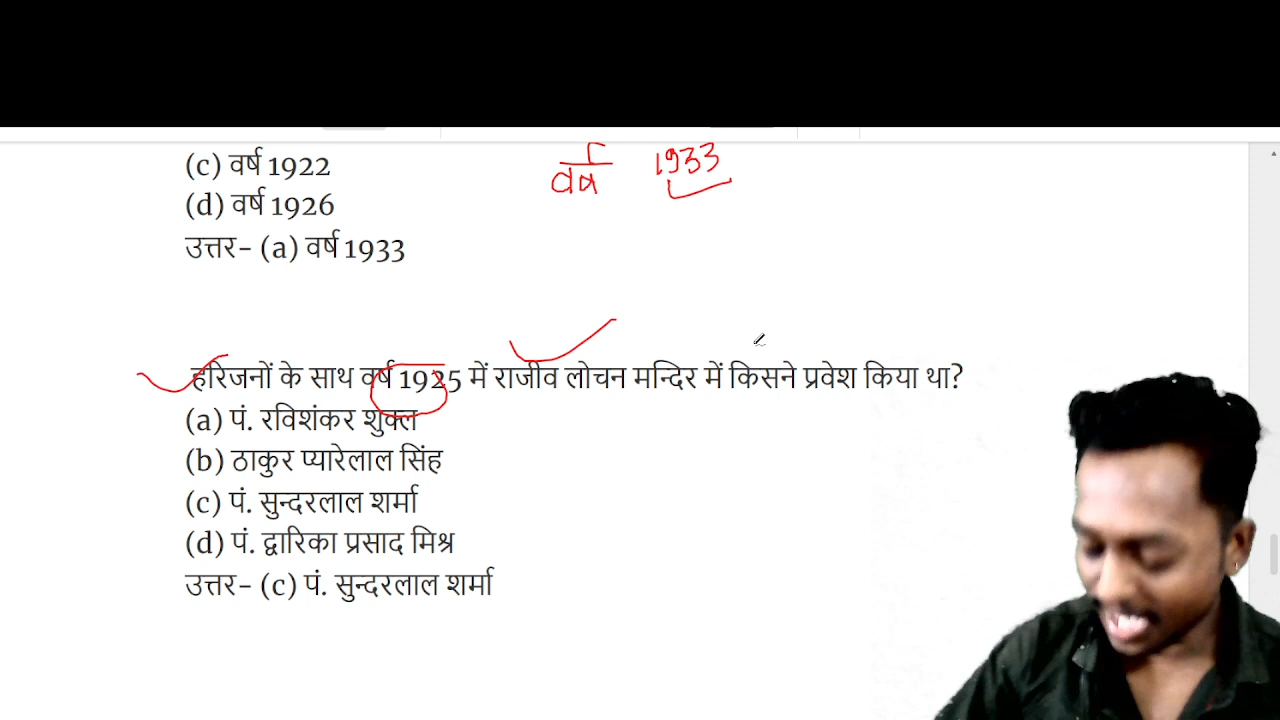 (c) वर्ष 1922
वर्ष 1933
(d) वर्ष 1926
उत्तर- (a) वर्ष 1933
हरिजनों के साथ वर्ष 1925 में राजीव लोचन मन्दिर में किसने प्रवेश किया था?
(a) पं. रविशंकर शुक्ल
(b) ठाकुर प्यारेलाल सिंह
(c) पं. सुन्दरलाल शर्मा
(d) पं. द्वारिका प्रसाद मिश्र
उत्तर- (c) पं. सुन्दरलाल शर्मा